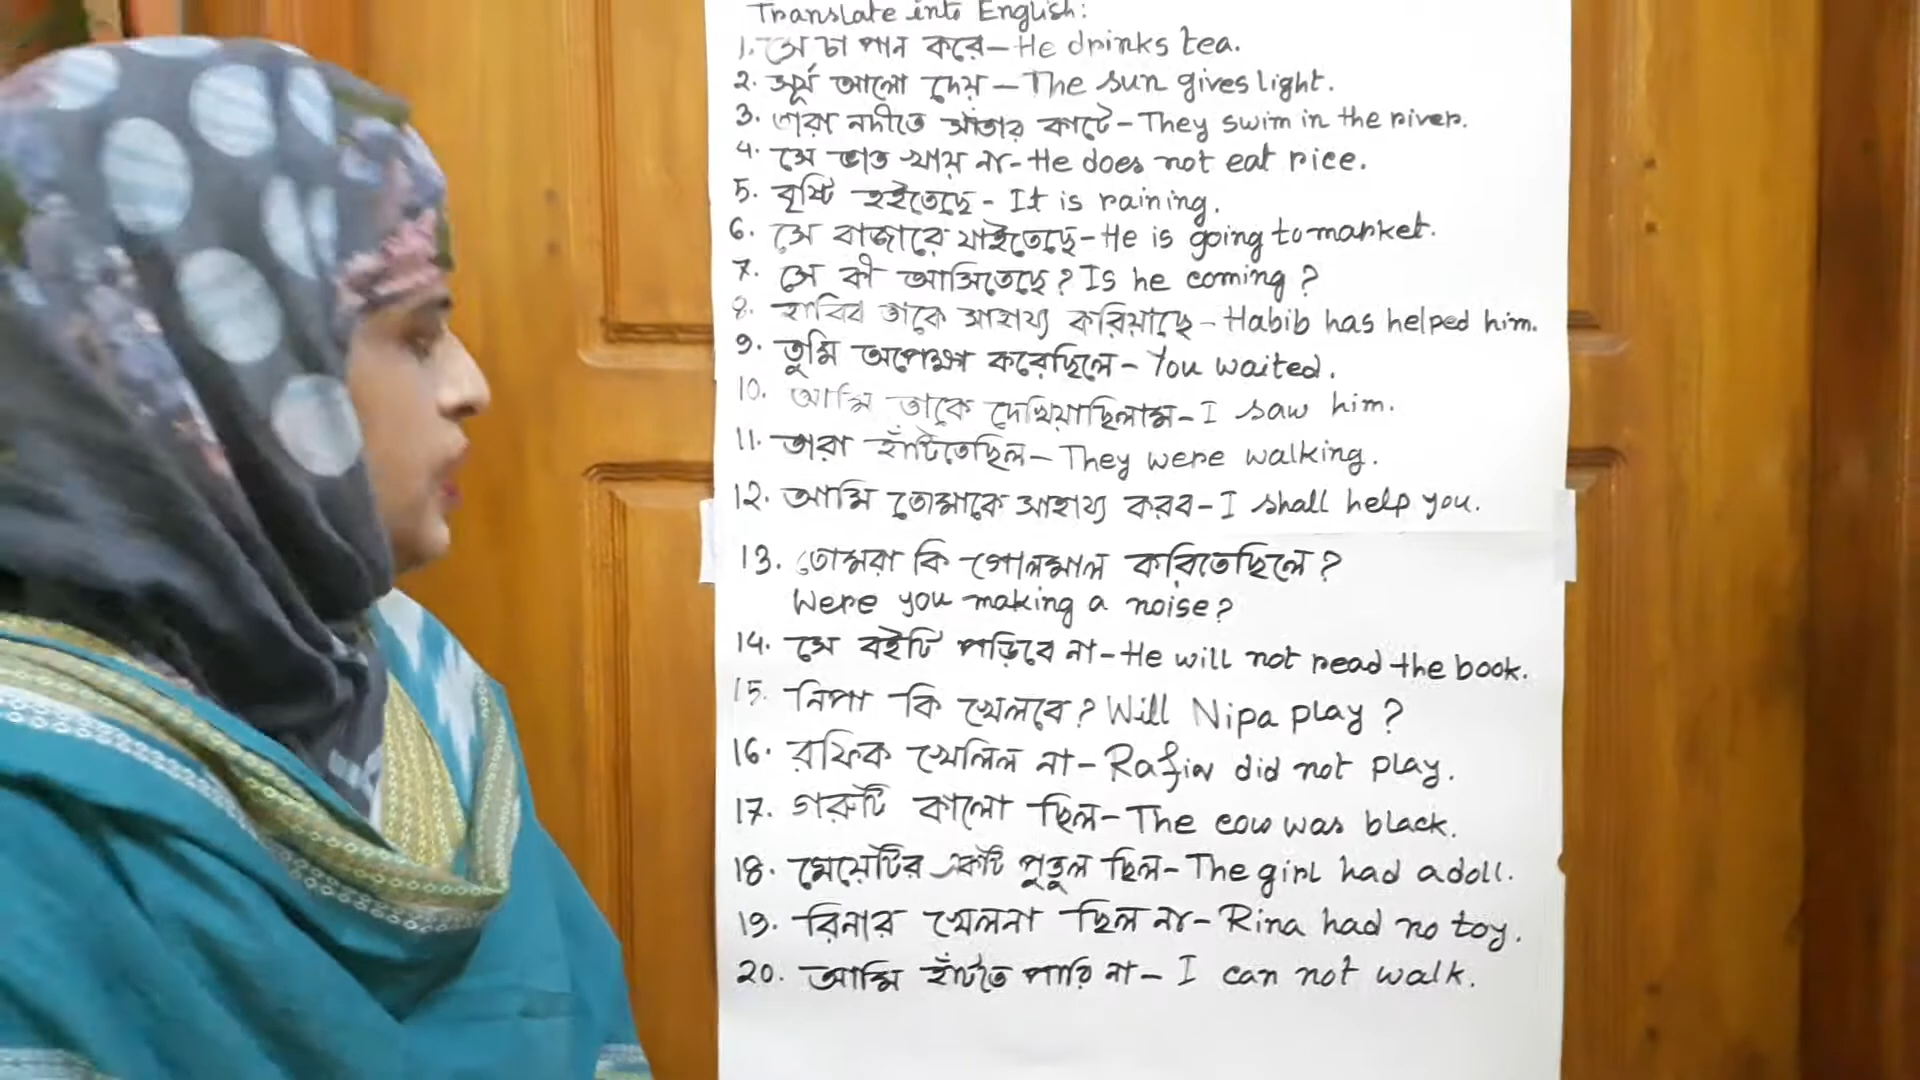 Translate into English:
1. সে চা পান করে – He drinks tea.
2. সূর্য আলো দেয় – The sun gives light.
3. তারা নদীতে সাঁতার কাটে – They swim in the river.
4. সে ভাত খায় না - He does not eat rice.
5. বৃষ্টি হইতেছে - It is raining.
6. সে বাজারে যাইতেছে - He is going to market.
7. সে কী আসিতেছে? Is he coming?
8. হাবিব তাকে সাহায্য করিয়াছে – Habib has helped him.
9. তুমি অপেক্ষা করেছিলে – You waited.
10. আমি তাকে দেখিয়াছিলাম – I saw him.
11. তারা হাঁটিতেছিল – They were walking.
12. আমি তোমাকে সাহায্য করব – I shall help you.
13. তোমরা কি গোলমাল করিতেছিলে?
Were you making a noise?
14. সে বইটি পড়িবে না – He will not read the book.
15. নিপা কি খেলবে? Will Nipa play?
16. রফিক খেলিল না – Rafiq did not play.
17. গরুটি কালো ছিল – The cow was black.
18. মেয়েটির একটি পুতুল ছিল – The girl had a doll.
19. রিনার খেলনা ছিল না – Rina had no toy.
20. আমি হাঁটতে পারি না – I can not walk.